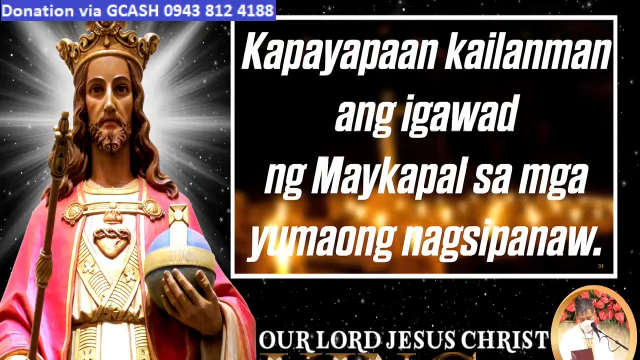 Donation via GCASH 0943 812 4188
Kapayapaan kailanman
ang igawad
ng Maykapal sa mga
yumaong nagsipanaw.
31
OUR LORD JESUS CHRIST